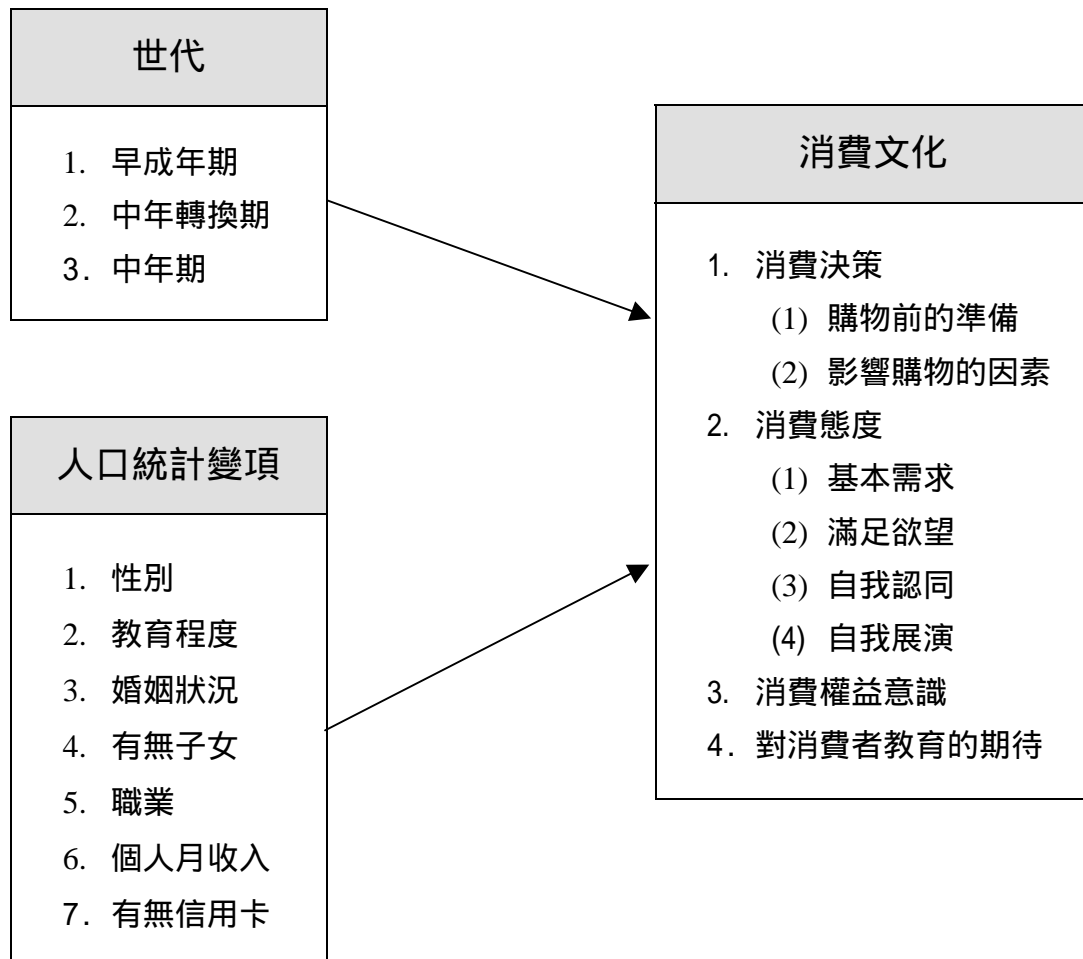 世代
1. 早成年期
2. 中年轉換期
3. 中年期
人口統計變項
1. 性別
2. 教育程度
3. 婚姻狀況
4. 有無子女
5. 職業
6. 個人月收入
7. 有無信用卡
消費文化
1. 消費決策
(1) 購物前的準備
(2) 影響購物的因素
2. 消費態度
(1) 基本需求
(2) 滿足欲望
(3) 自我認同
(4) 自我展演
3. 消費權益意識
4. 對消費者教育的期待